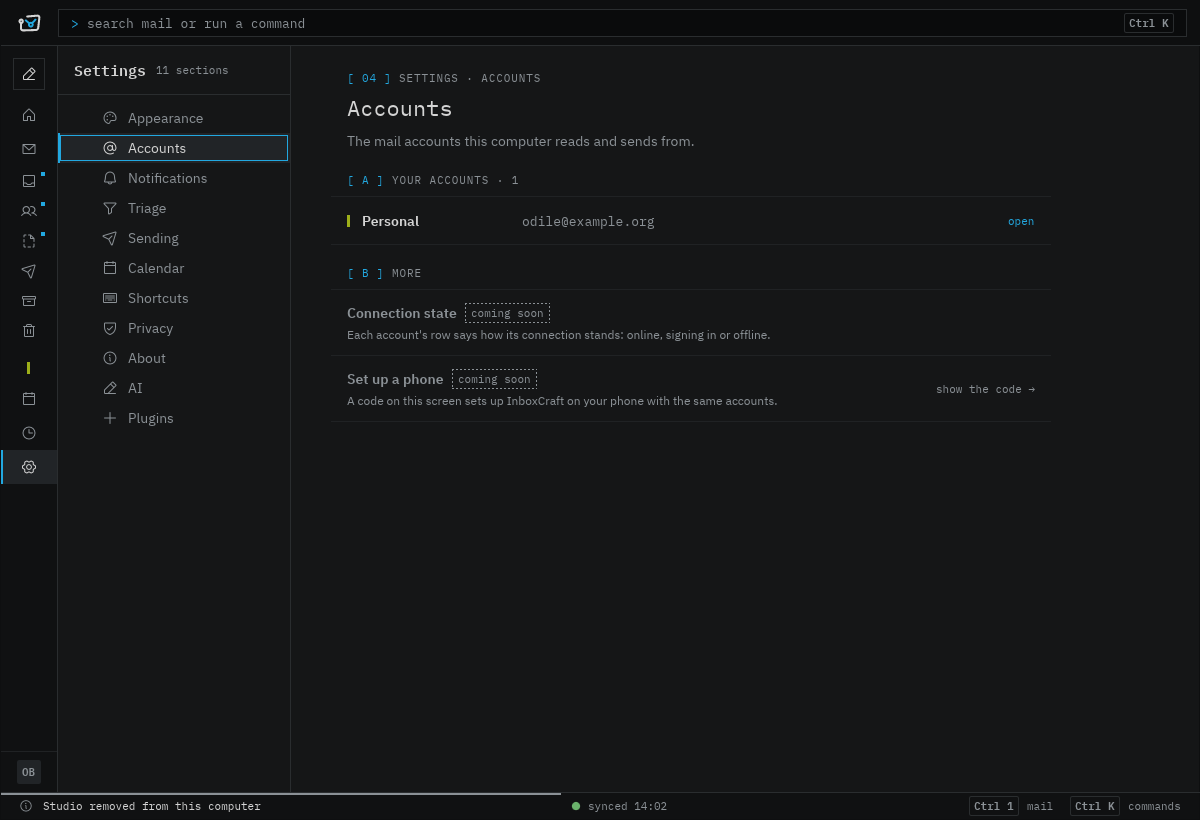 > search mail or run a command Ctrl K
Settings 11 sections
Appearance
Accounts
Notifications
Triage
Sending
Calendar
Shortcuts
Privacy
About
AI
Plugins
[ 04 ] SETTINGS · ACCOUNTS
Accounts
The mail accounts this computer reads and sends from.
[ A ] YOUR ACCOUNTS · 1
Personal odile@example.org open
[ B ] MORE
Connection state coming soon
Each account's row says how its connection stands: online, signing in or offline.
Set up a phone coming soon
A code on this screen sets up InboxCraft on your phone with the same accounts.
show the code →
OB
Studio removed from this computer
synced 14:02
Ctrl 1 mail Ctrl K commands